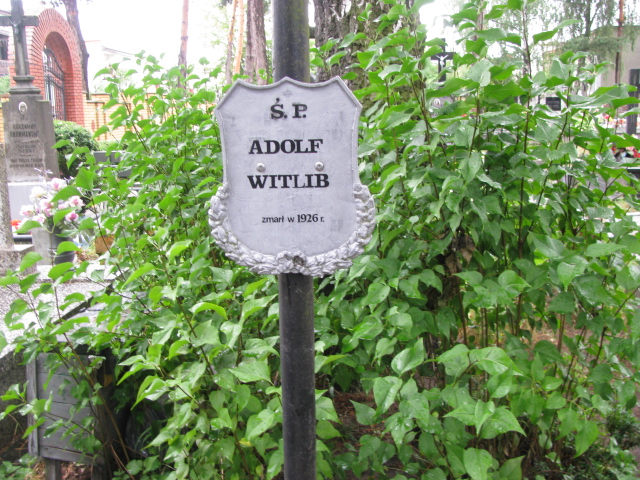 Ś. P.
ADOLF
WITLIB
zmarł w 1926 r.